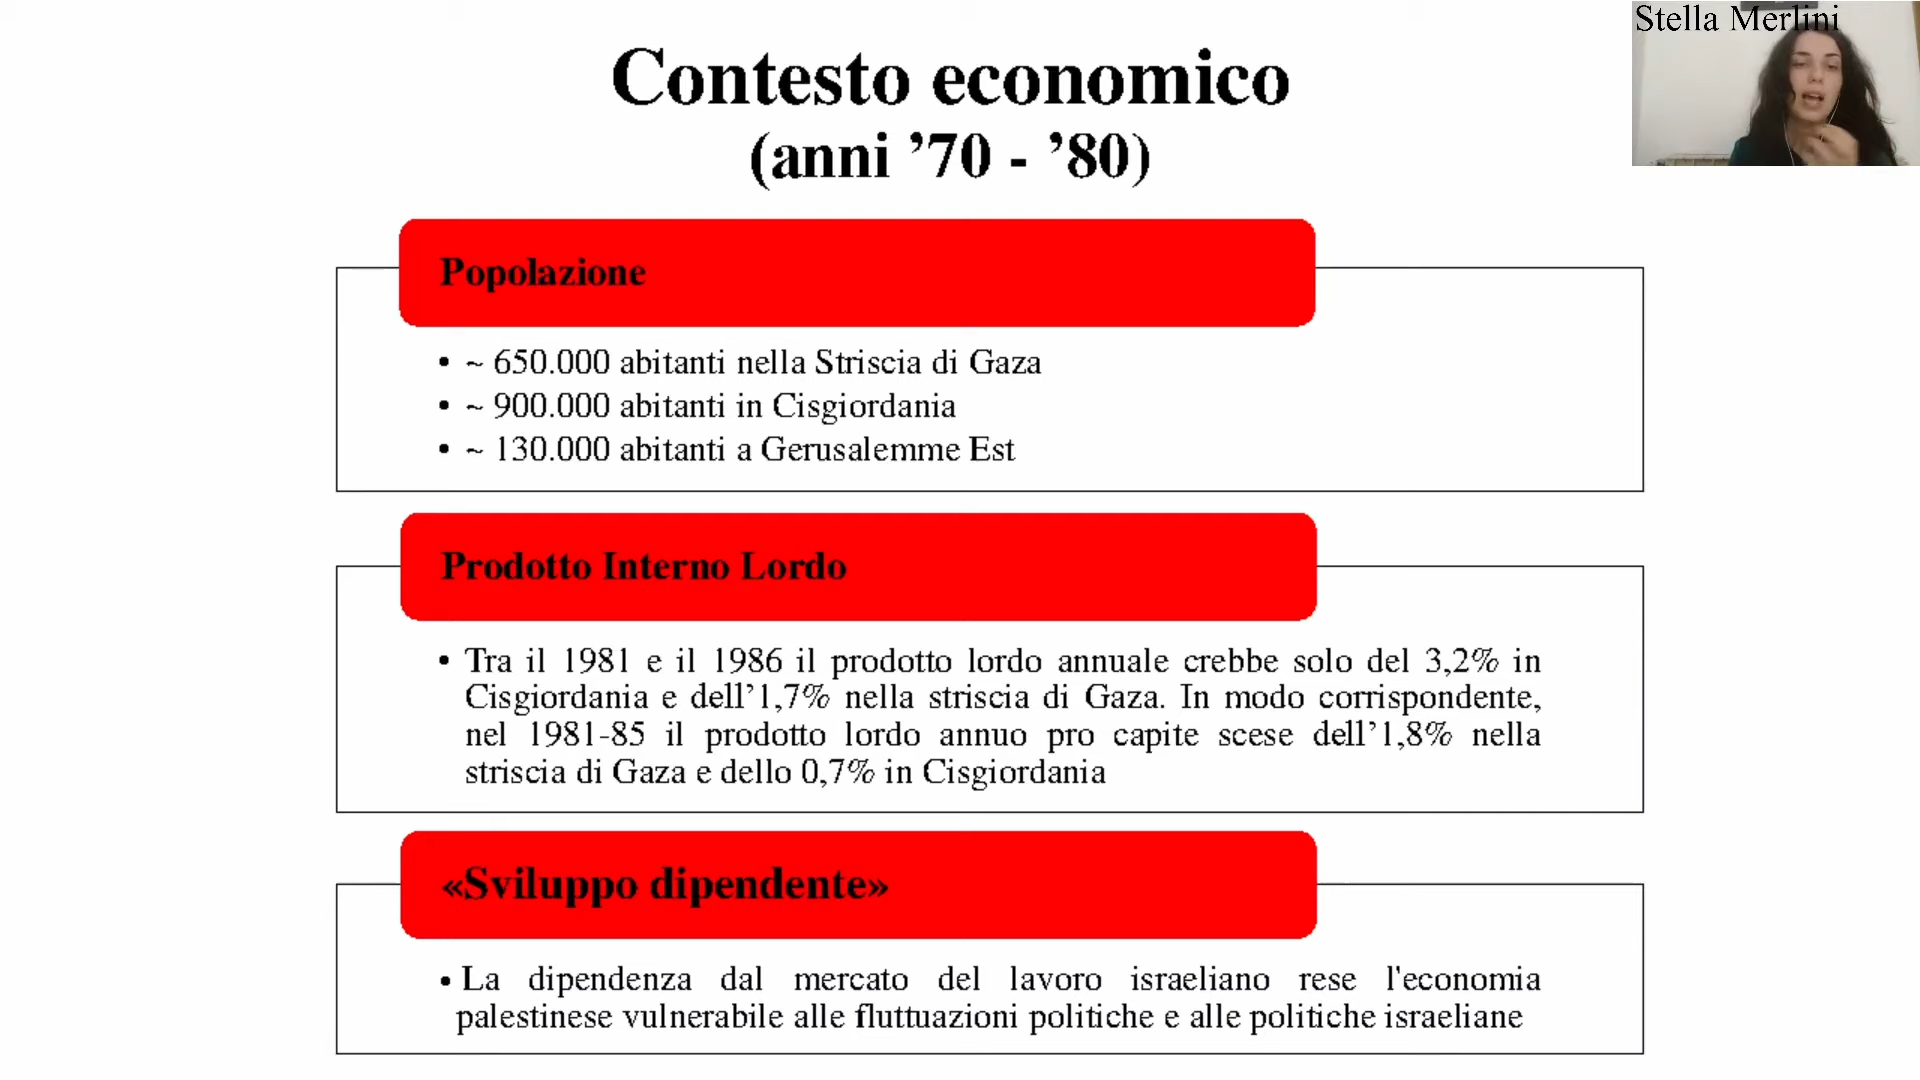 Stella Merlini
Contesto economico
(anni ’70 - ’80)
Popolazione
• ~ 650.000 abitanti nella Striscia di Gaza
• ~ 900.000 abitanti in Cisgiordania
• ~ 130.000 abitanti a Gerusalemme Est
Prodotto Interno Lordo
• Tra il 1981 e il 1986 il prodotto lordo annuale crebbe solo del 3,2% in
Cisgiordania e dell’1,7% nella striscia di Gaza. In modo corrispondente,
nel 1981-85 il prodotto lordo annuo pro capite scese dell’1,8% nella
striscia di Gaza e dello 0,7% in Cisgiordania
«Sviluppo dipendente»
• La dipendenza dal mercato del lavoro israeliano rese l'economia
palestinese vulnerabile alle fluttuazioni politiche e alle politiche israeliane